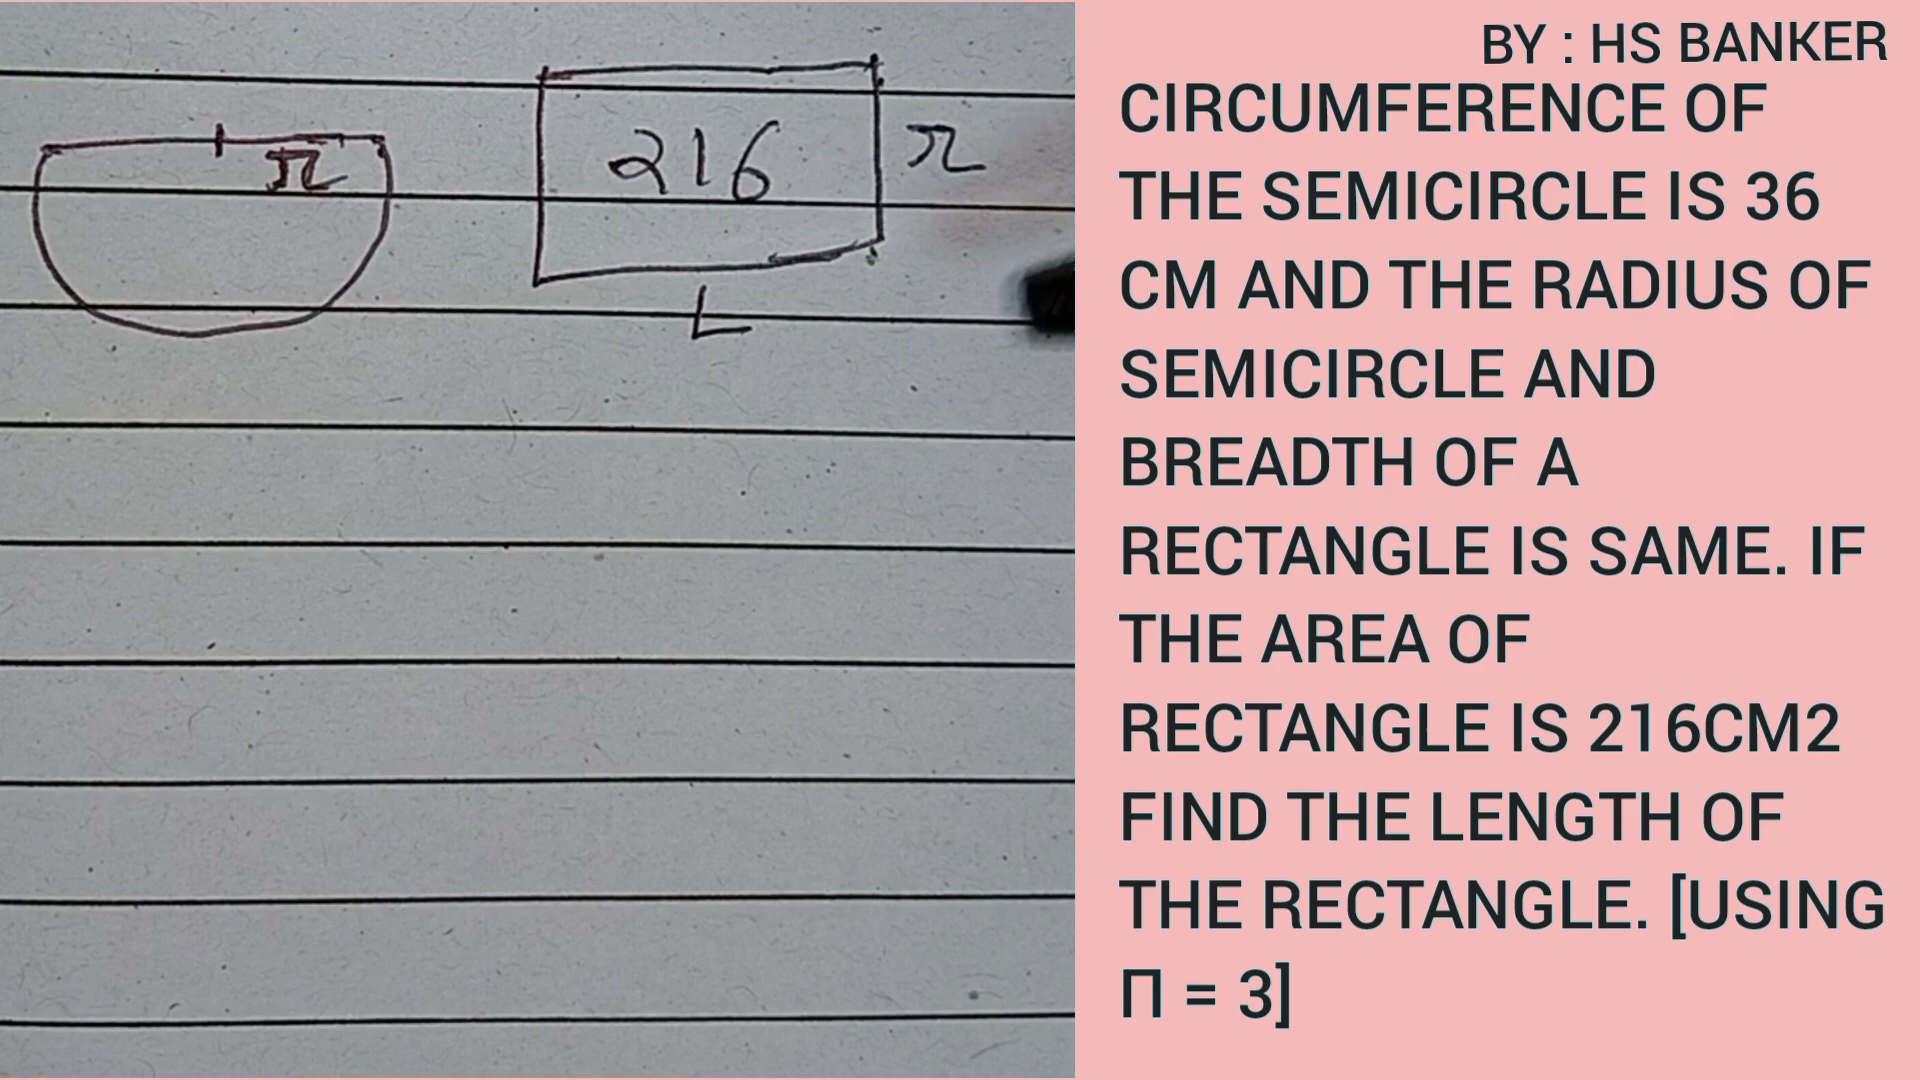 r
216
r
L
BY : HS BANKER
CIRCUMFERENCE OF
THE SEMICIRCLE IS 36
CM AND THE RADIUS OF
SEMICIRCLE AND
BREADTH OF A
RECTANGLE IS SAME. IF
THE AREA OF
RECTANGLE IS 216CM2
FIND THE LENGTH OF
THE RECTANGLE. [USING
Π = 3]